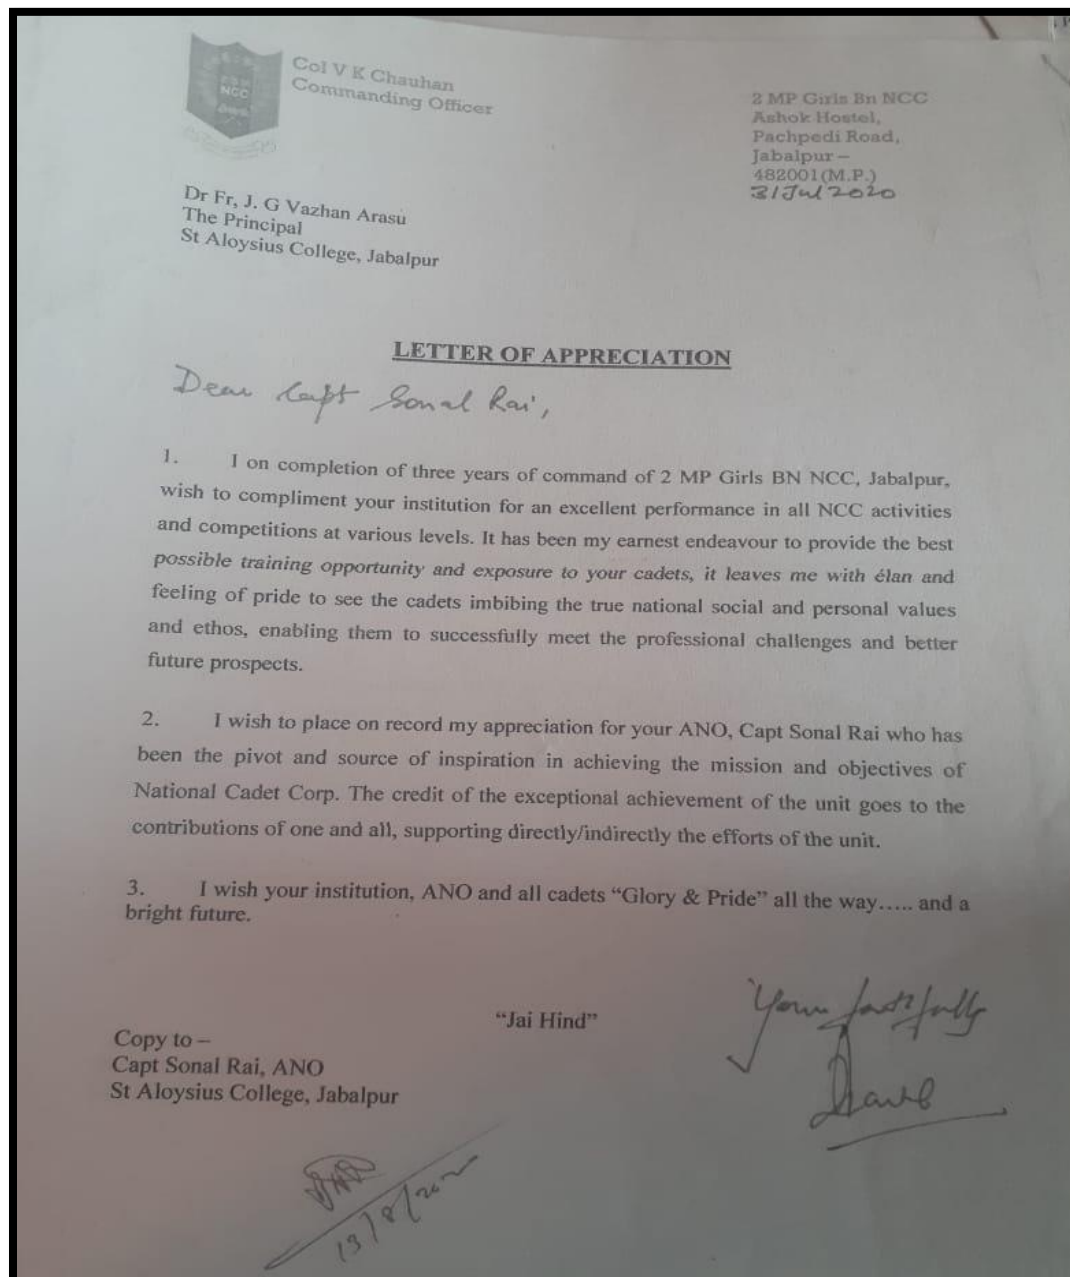 NCC
Col V K Chauhan
Commanding Officer
2 MP Girls Bn NCC
Ashok Hostel,
Pachpedi Road,
Jabalpur –
482001(M.P.)
31 Jul 2020
Dr Fr, J. G Vazhan Arasu
The Principal
St Aloysius College, Jabalpur
LETTER OF APPRECIATION
Dear Capt Sonal Rai,
1. I on completion of three years of command of 2 MP Girls BN NCC, Jabalpur,
wish to compliment your institution for an excellent performance in all NCC activities
and competitions at various levels. It has been my earnest endeavour to provide the best
possible training opportunity and exposure to your cadets, it leaves me with élan and
feeling of pride to see the cadets imbibing the true national social and personal values
and ethos, enabling them to successfully meet the professional challenges and better
future prospects.
2. I wish to place on record my appreciation for your ANO, Capt Sonal Rai who has
been the pivot and source of inspiration in achieving the mission and objectives of
National Cadet Corp. The credit of the exceptional achievement of the unit goes to the
contributions of one and all, supporting directly/indirectly the efforts of the unit.
3. I wish your institution, ANO and all cadets “Glory & Pride” all the way….. and a
bright future.
“Jai Hind”
Copy to –
Capt Sonal Rai, ANO
St Aloysius College, Jabalpur